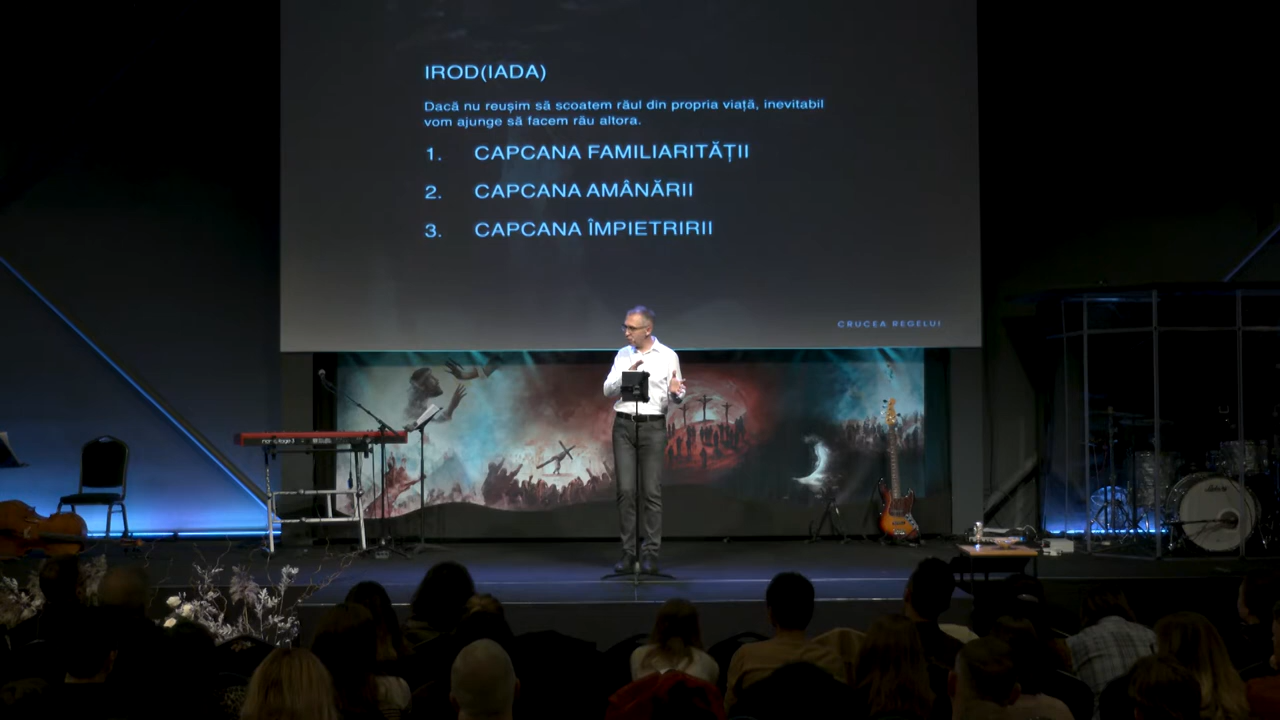 IROD(IADA)
Dacă nu reușim să scoatem răul din propria viață, inevitabil
vom ajunge să facem rău altora.
1. CAPCANA FAMILIARITĂȚII
2. CAPCANA AMÂNĂRII
3. CAPCANA ÎMPIETRIRII
CRUCEA REGELUI